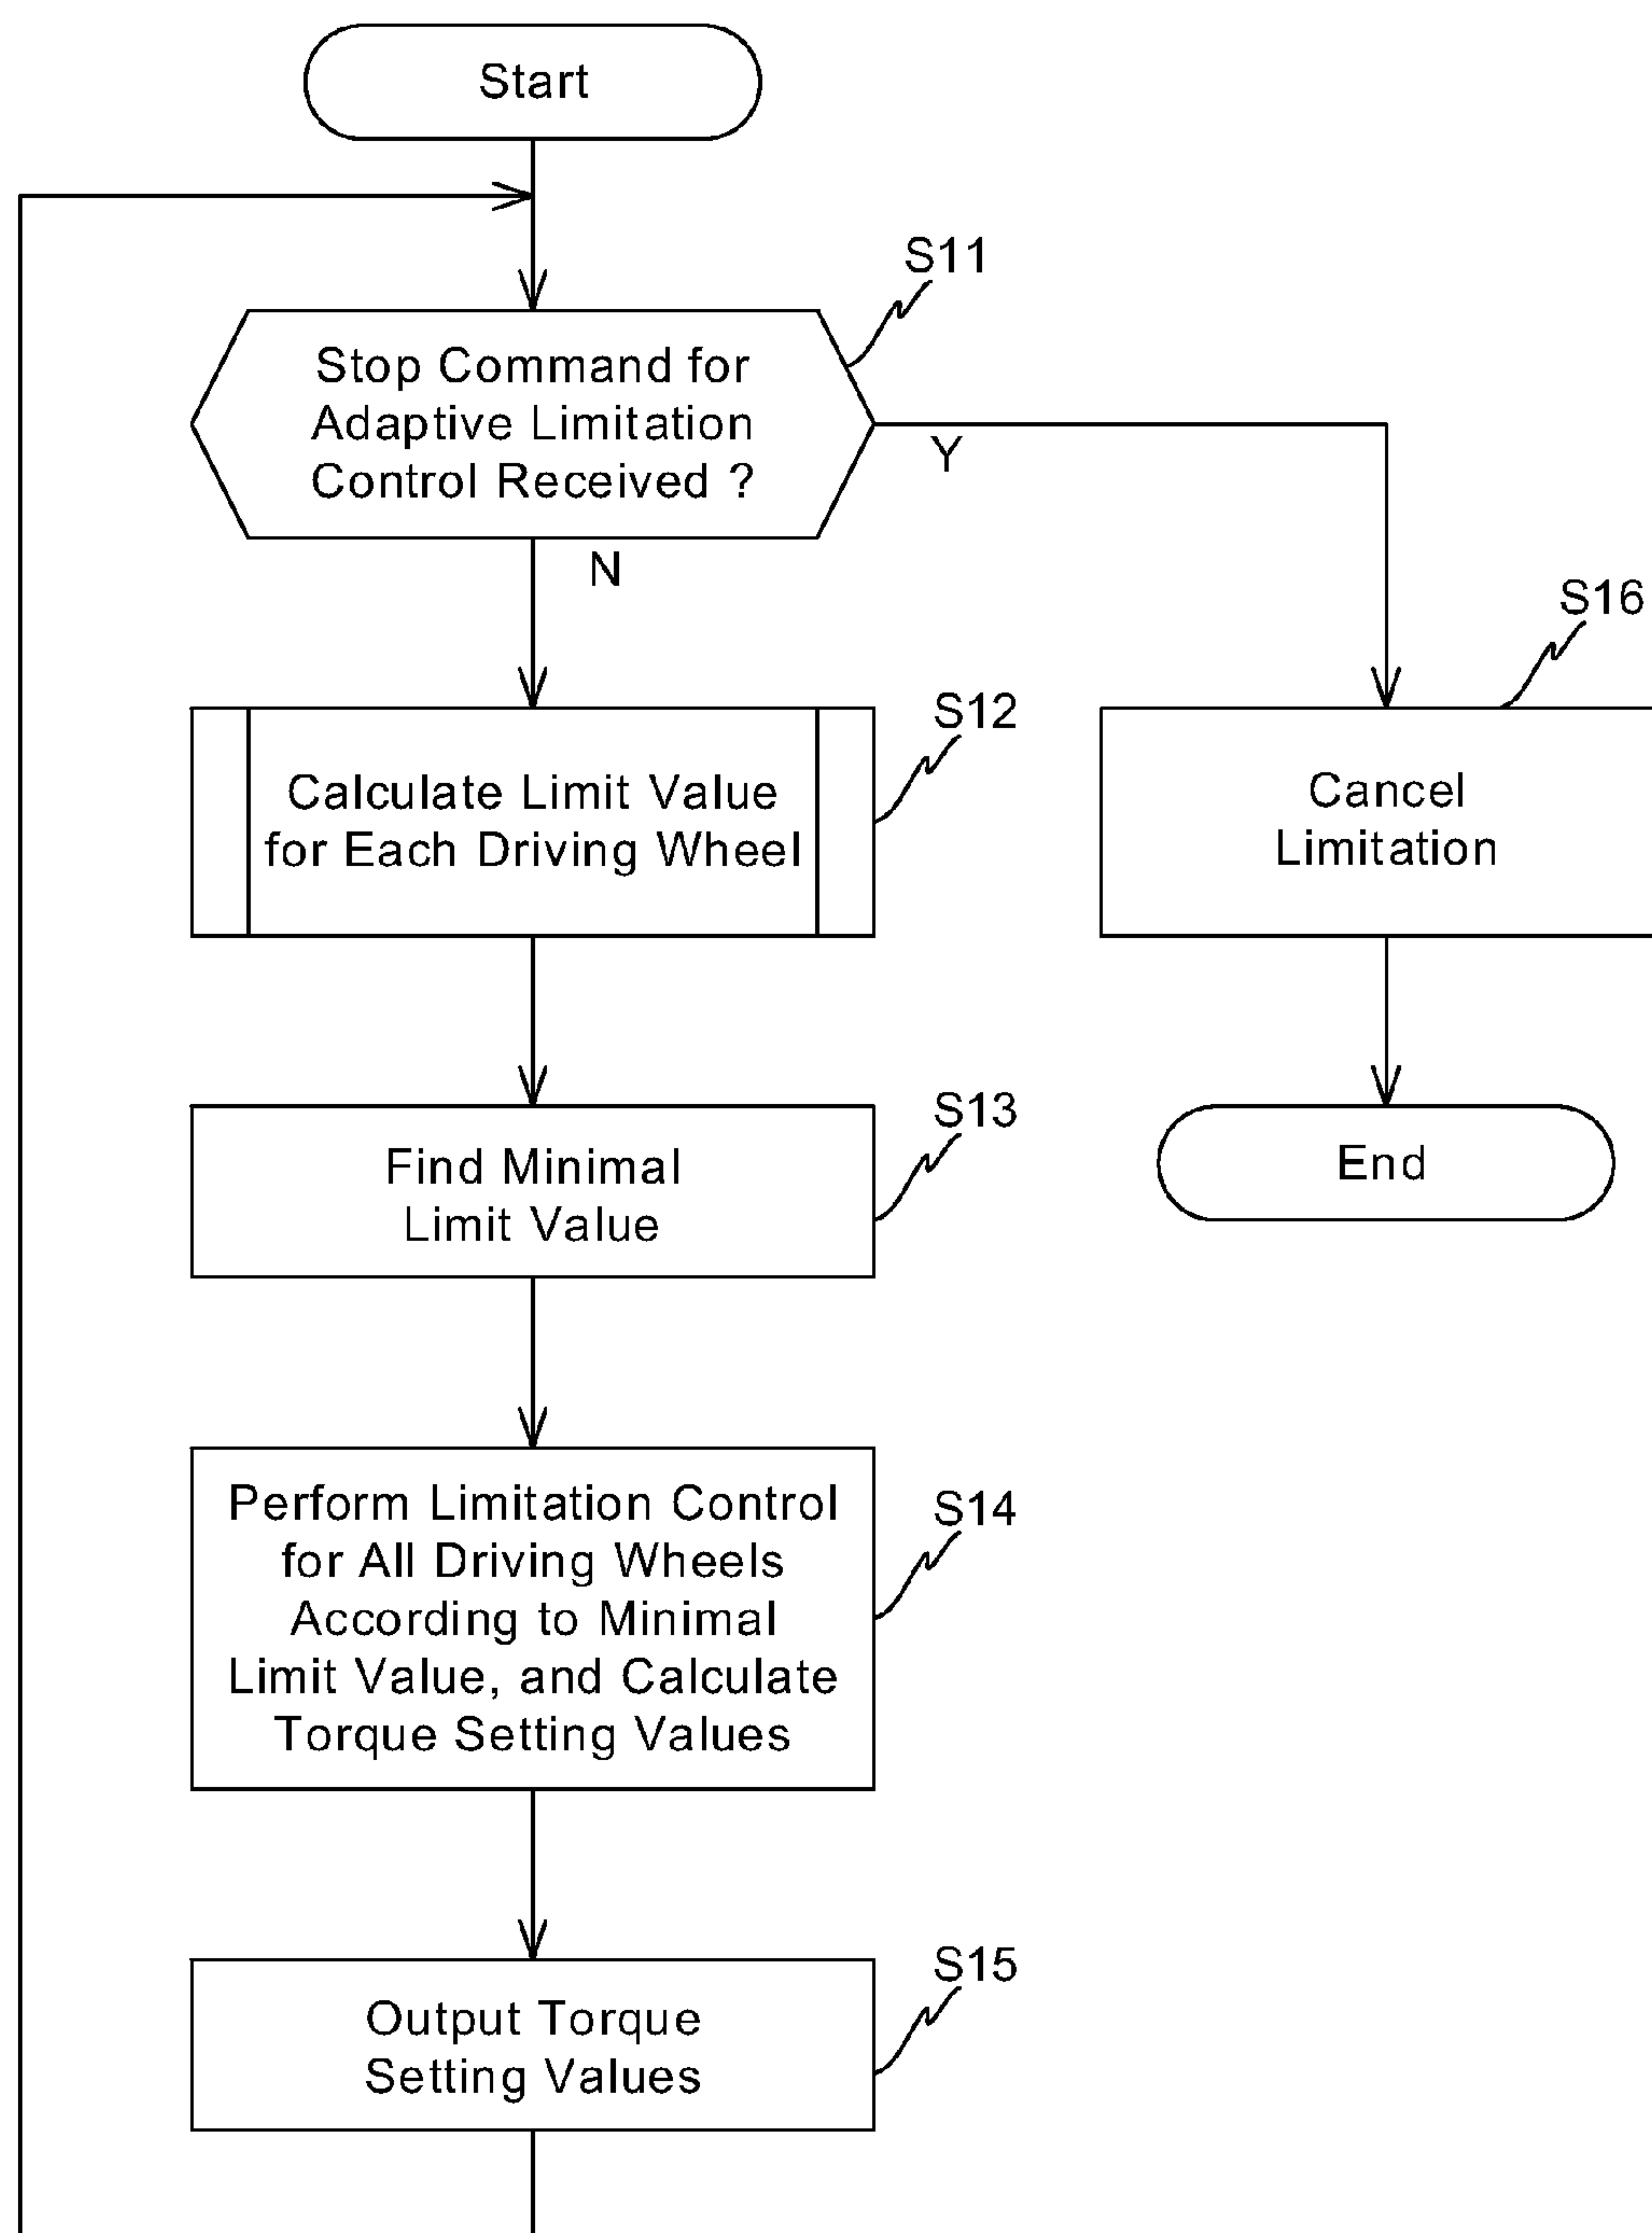 Start
S11
Stop Command for
Adaptive Limitation
Control Received ?
Y
N
S16
S12
Calculate Limit Value
for Each Driving Wheel
Cancel
Limitation
S13
Find Minimal
Limit Value
End
S14
Perform Limitation Control
for All Driving Wheels
According to Minimal
Limit Value, and Calculate
Torque Setting Values
S15
Output Torque
Setting Values